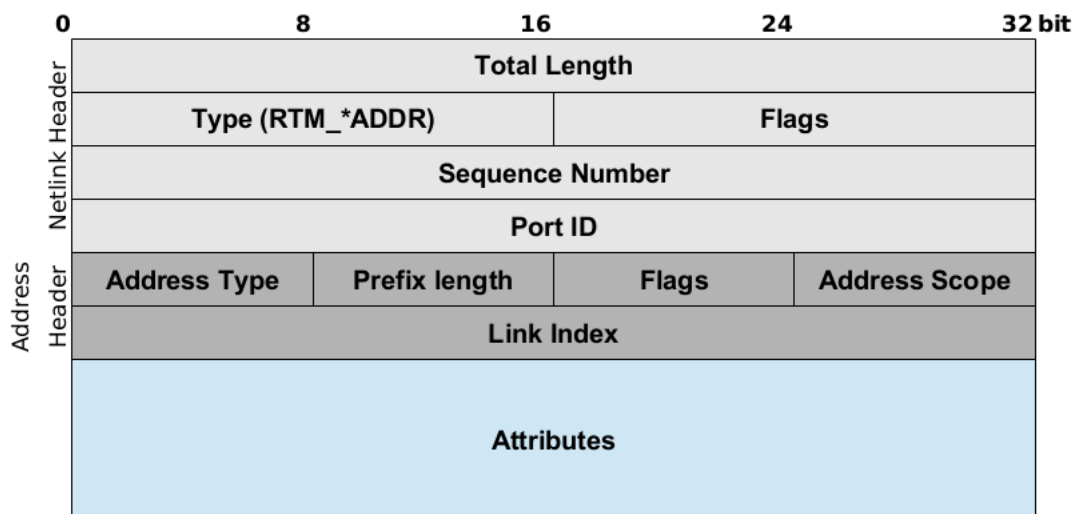 0 8 16 24 32 bit
Total Length
Type (RTM_*ADDR) Flags
Sequence Number
Port ID
Netlink Header
Address Type Prefix length Flags Address Scope
Link Index
Address
Header
Attributes